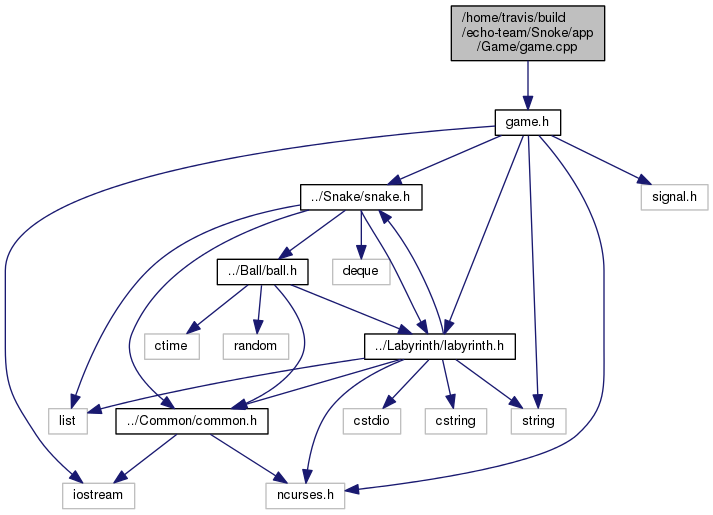 /home/travis/build
/echo-team/Snoke/app
/Game/game.cpp
game.h
../Snake/snake.h
signal.h
../Ball/ball.h
deque
ctime
random
../Labyrinth/labyrinth.h
list
../Common/common.h
cstdio
cstring
string
iostream
ncurses.h